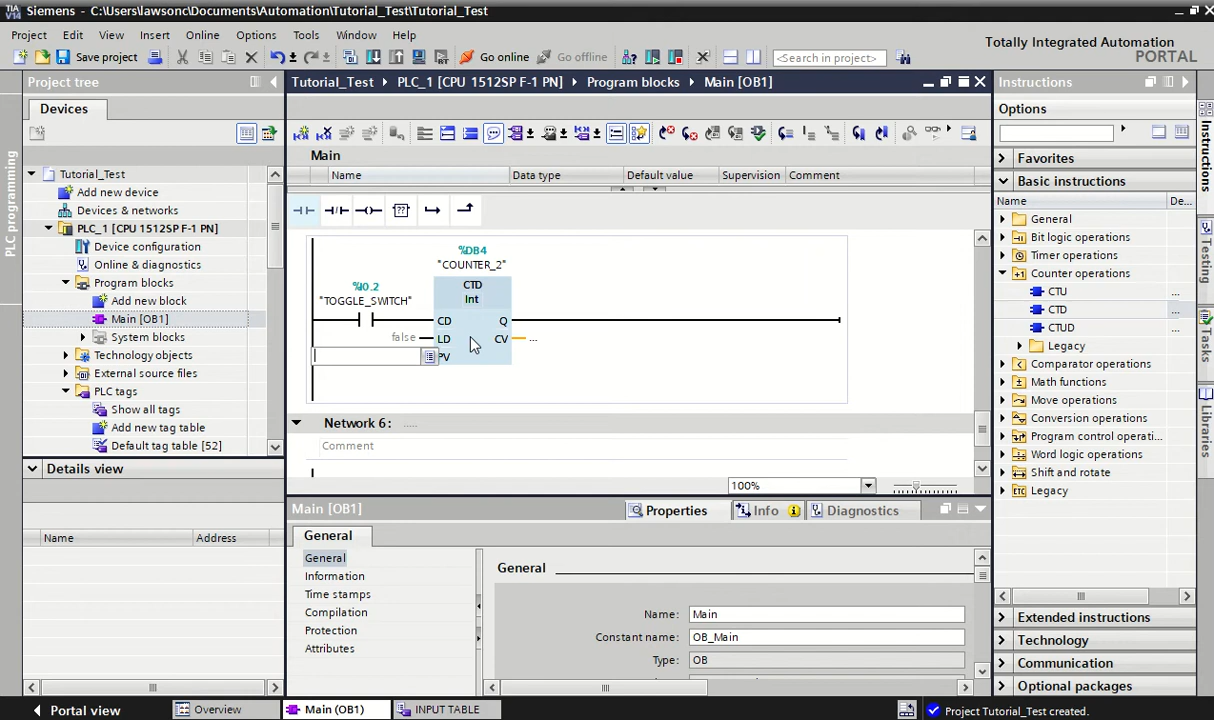 TIA
V14
Siemens - C:\Users\lawsonc\Documents\Automation\Tutorial_Test\Tutorial_Test
Project Edit View Insert Online Options Tools Window Help
Save project
Go online
Go offline
<Search in project>
Totally Integrated Automation
PORTAL
Project tree
Tutorial_Test PLC_1 [CPU 1512SP F-1 PN] Program blocks Main [OB1]
Instructions
Devices
Options
Main
Name Data type Default value Supervision Comment
Favorites
Basic instructions
Name De...
General
Bit logic operations
Timer operations
Counter operations
CTU ...
CTD ...
CTUD ...
Legacy
Comparator operations
Math functions
Move operations
Conversion operations
Program control operati...
Word logic operations
Shift and rotate
Legacy
Extended instructions
Technology
Communication
Optional packages
PLC programming
Tutorial_Test
Add new device
Devices & networks
PLC_1 [CPU 1512SP F-1 PN]
Device configuration
Online & diagnostics
Program blocks
Add new block
Main [OB1]
System blocks
Technology objects
External source files
PLC tags
Show all tags
Add new tag table
Default tag table [52]
Details view
Name Address
??
%DB4
"COUNTER_2"
CTD
Int
%I0.2
"TOGGLE_SWITCH"
CD Q
false LD CV ...
PV
Network 6: .....
Comment
100%
Main [OB1]
Properties Info Diagnostics
General
General
Information
Time stamps
Compilation
Protection
Attributes
General
Name: Main
Constant name: OB_Main
Type: OB
Instructions
Testing
Tasks
Libraries
Portal view Overview Main (OB1) INPUT TABLE
Project Tutorial_Test created.